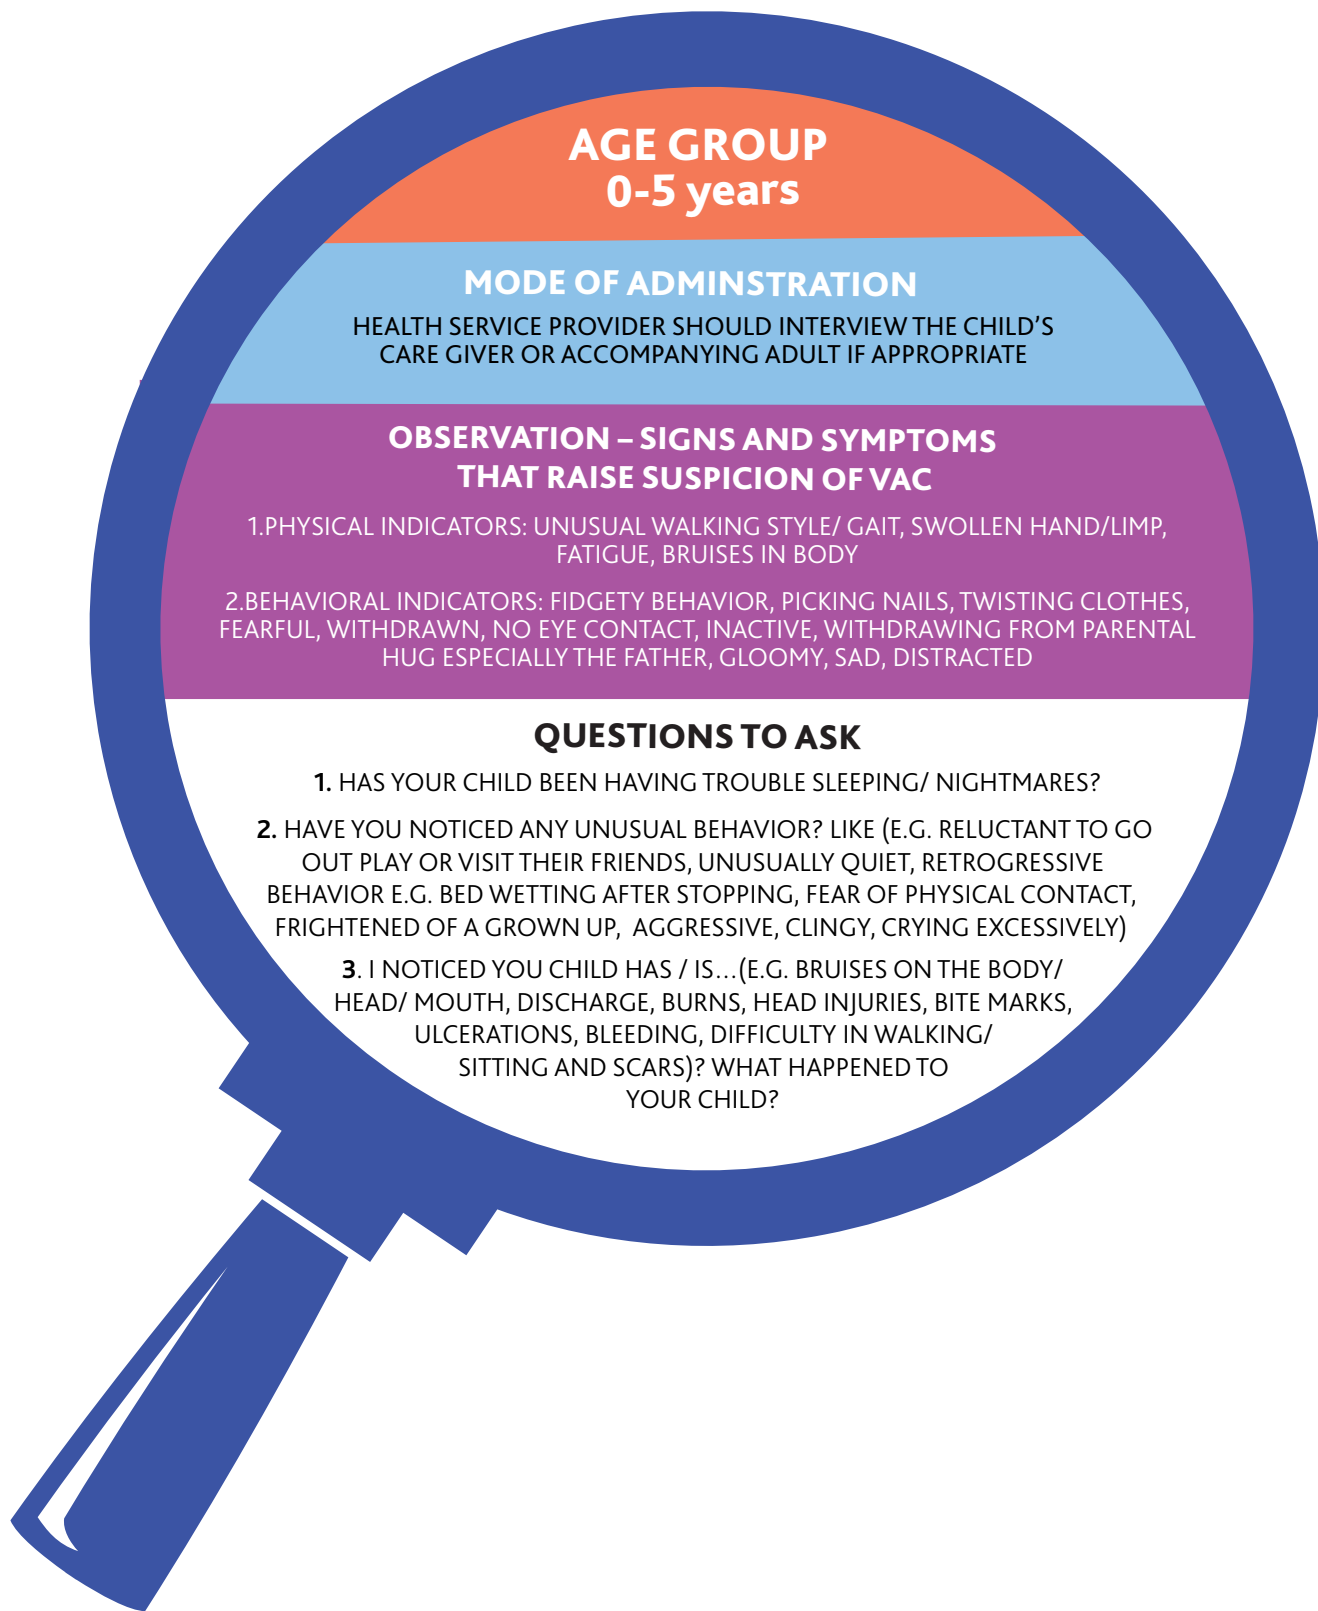 AGE GROUP
0-5 years
MODE OF ADMINSTRATION
HEALTH SERVICE PROVIDER SHOULD INTERVIEW THE CHILD’S
CARE GIVER OR ACCOMPANYING ADULT IF APPROPRIATE
OBSERVATION – SIGNS AND SYMPTOMS
THAT RAISE SUSPICION OF VAC
1.PHYSICAL INDICATORS: UNUSUAL WALKING STYLE/ GAIT, SWOLLEN HAND/LIMP,
FATIGUE, BRUISES IN BODY
2.BEHAVIORAL INDICATORS: FIDGETY BEHAVIOR, PICKING NAILS, TWISTING CLOTHES,
FEARFUL, WITHDRAWN, NO EYE CONTACT, INACTIVE, WITHDRAWING FROM PARENTAL
HUG ESPECIALLY THE FATHER, GLOOMY, SAD, DISTRACTED
QUESTIONS TO ASK
1. HAS YOUR CHILD BEEN HAVING TROUBLE SLEEPING/ NIGHTMARES?
2. HAVE YOU NOTICED ANY UNUSUAL BEHAVIOR? LIKE (E.G. RELUCTANT TO GO
OUT PLAY OR VISIT THEIR FRIENDS, UNUSUALLY QUIET, RETROGRESSIVE
BEHAVIOR E.G. BED WETTING AFTER STOPPING, FEAR OF PHYSICAL CONTACT,
FRIGHTENED OF A GROWN UP, AGGRESSIVE, CLINGY, CRYING EXCESSIVELY)
3. I NOTICED YOU CHILD HAS / IS...(E.G. BRUISES ON THE BODY/
HEAD/ MOUTH, DISCHARGE, BURNS, HEAD INJURIES, BITE MARKS,
ULCERATIONS, BLEEDING, DIFFICULTY IN WALKING/
SITTING AND SCARS)? WHAT HAPPENED TO
YOUR CHILD?